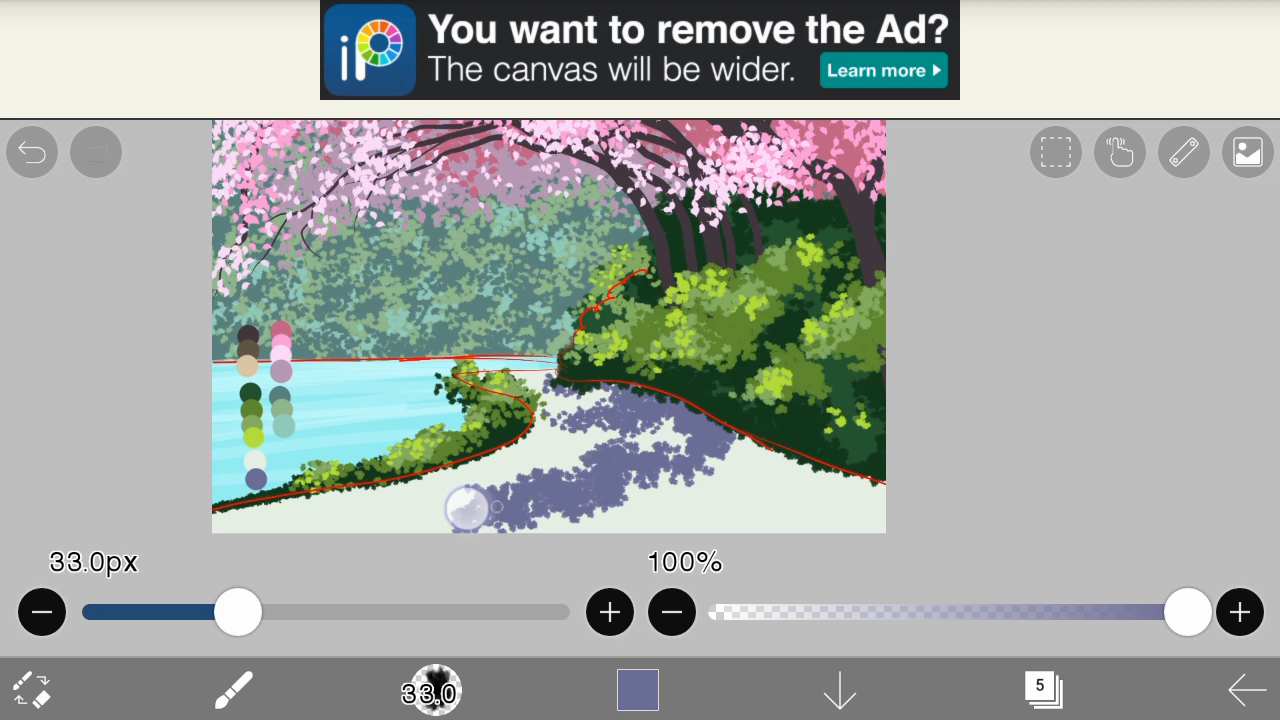 iP
You want to remove the Ad?
The canvas will be wider.
Learn more
33.0px
100%
33.0
5